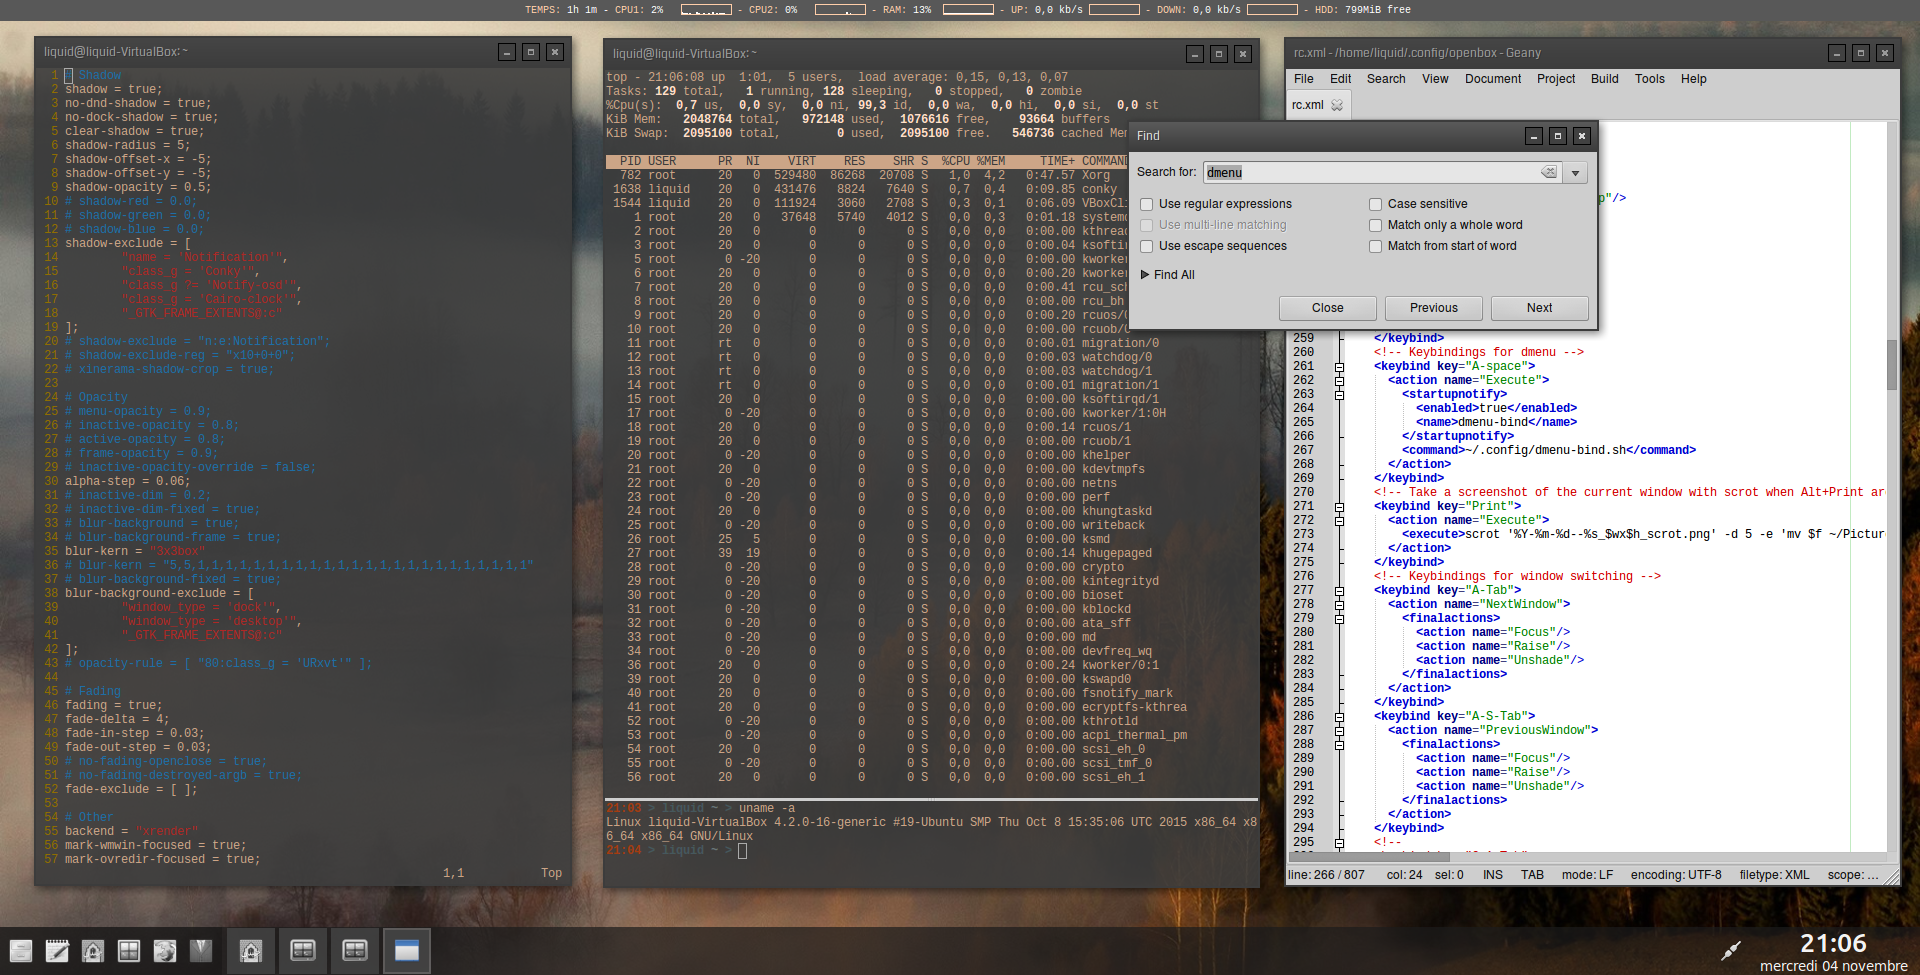 TEMPS: 1h 1m - CPU1: 2% - CPU2: 0% - RAM: 13% - UP: 0,0 kb/s - DOWN: 0,0 kb/s - HDD: 799MiB free
liquid@liquid-VirtualBox: ~
1 # Shadow
2 shadow = true;
3 no-dnd-shadow = true;
4 no-dock-shadow = true;
5 clear-shadow = true;
6 shadow-radius = 5;
7 shadow-offset-x = -5;
8 shadow-offset-y = -5;
9 shadow-opacity = 0.5;
10 # shadow-red = 0.0;
11 # shadow-green = 0.0;
12 # shadow-blue = 0.0;
13 shadow-exclude = [
14 "name = 'Notification'",
15 "class_g = 'Conky'",
16 "class_g ?= 'Notify-osd'",
17 "class_g = 'Cairo-clock'",
18 "_GTK_FRAME_EXTENTS@:c"
19 ];
20 # shadow-exclude = "n:e:Notification";
21 # shadow-exclude-reg = "x10+0+0";
22 # xinerama-shadow-crop = true;
23
24 # Opacity
25 # menu-opacity = 0.9;
26 # inactive-opacity = 0.8;
27 # active-opacity = 0.8;
28 # frame-opacity = 0.9;
29 # inactive-opacity-override = false;
30 alpha-step = 0.06;
31 # inactive-dim = 0.2;
32 # inactive-dim-fixed = true;
33 # blur-background = true;
34 # blur-background-frame = true;
35 blur-kern = "3x3box"
36 # blur-kern = "5,5,1,1,1,1,1,1,1,1,1,1,1,1,1,1,1,1,1,1,1,1,1,1,1,1"
37 # blur-background-fixed = true;
38 blur-background-exclude = [
39 "window_type = 'dock'",
40 "window_type = 'desktop'",
41 "_GTK_FRAME_EXTENTS@:c"
42 ];
43 # opacity-rule = [ "80:class_g = 'URxvt'" ];
44
45 # Fading
46 fading = true;
47 fade-delta = 4;
48 fade-in-step = 0.03;
49 fade-out-step = 0.03;
50 # no-fading-openclose = true;
51 # no-fading-destroyed-argb = true;
52 fade-exclude = [ ];
53
54 # Other
55 backend = "xrender"
56 mark-wmwin-focused = true;
57 mark-ovredir-focused = true;
1,1 Top
liquid@liquid-VirtualBox: ~
top - 21:06:08 up 1:01, 5 users, load average: 0,15, 0,13, 0,07
Tasks: 129 total, 1 running, 128 sleeping, 0 stopped, 0 zombie
%Cpu(s): 0,7 us, 0,0 sy, 0,0 ni, 99,3 id, 0,0 wa, 0,0 hi, 0,0 si, 0,0 st
KiB Mem: 2048764 total, 972148 used, 1076616 free, 93664 buffers
KiB Swap: 2095100 total, 0 used, 2095100 free. 546736 cached Mem
PID USER PR NI VIRT RES SHR S %CPU %MEM TIME+ COMMAND
782 root 20 0 529480 86268 20708 S 1,0 4,2 0:47.57 Xorg
1638 liquid 20 0 431476 8824 7640 S 0,7 0,4 0:09.85 conky
1544 liquid 20 0 111924 3060 2708 S 0,3 0,1 0:06.09 VBoxCli
1 root 20 0 37648 5740 4012 S 0,0 0,3 0:01.18 systemd
2 root 20 0 0 0 0 S 0,0 0,0 0:00.00 kthread
3 root 20 0 0 0 0 S 0,0 0,0 0:00.04 ksoftir
5 root 0 -20 0 0 0 S 0,0 0,0 0:00.00 kworker
6 root 20 0 0 0 0 S 0,0 0,0 0:00.20 kworker
7 root 20 0 0 0 0 S 0,0 0,0 0:00.41 rcu_sch
8 root 20 0 0 0 0 S 0,0 0,0 0:00.00 rcu_bh
9 root 20 0 0 0 0 S 0,0 0,0 0:00.20 rcuos/0
10 root 20 0 0 0 0 S 0,0 0,0 0:00.00 rcuob/0
11 root rt 0 0 0 0 S 0,0 0,0 0:00.01 migration/0
12 root rt 0 0 0 0 S 0,0 0,0 0:00.03 watchdog/0
13 root rt 0 0 0 0 S 0,0 0,0 0:00.03 watchdog/1
14 root rt 0 0 0 0 S 0,0 0,0 0:00.01 migration/1
15 root 20 0 0 0 0 S 0,0 0,0 0:00.00 ksoftirqd/1
17 root 0 -20 0 0 0 S 0,0 0,0 0:00.00 kworker/1:0H
18 root 20 0 0 0 0 S 0,0 0,0 0:00.14 rcuos/1
19 root 20 0 0 0 0 S 0,0 0,0 0:00.00 rcuob/1
20 root 0 -20 0 0 0 S 0,0 0,0 0:00.00 khelper
21 root 20 0 0 0 0 S 0,0 0,0 0:00.00 kdevtmpfs
22 root 0 -20 0 0 0 S 0,0 0,0 0:00.00 netns
23 root 0 -20 0 0 0 S 0,0 0,0 0:00.00 perf
24 root 20 0 0 0 0 S 0,0 0,0 0:00.00 khungtaskd
25 root 0 -20 0 0 0 S 0,0 0,0 0:00.00 writeback
26 root 25 5 0 0 0 S 0,0 0,0 0:00.00 ksmd
27 root 39 19 0 0 0 S 0,0 0,0 0:00.14 khugepaged
28 root 0 -20 0 0 0 S 0,0 0,0 0:00.00 crypto
29 root 0 -20 0 0 0 S 0,0 0,0 0:00.00 kintegrityd
30 root 0 -20 0 0 0 S 0,0 0,0 0:00.00 bioset
31 root 0 -20 0 0 0 S 0,0 0,0 0:00.00 kblockd
32 root 0 -20 0 0 0 S 0,0 0,0 0:00.00 ata_sff
33 root 0 -20 0 0 0 S 0,0 0,0 0:00.00 md
34 root 0 -20 0 0 0 S 0,0 0,0 0:00.00 devfreq_wq
36 root 20 0 0 0 0 S 0,0 0,0 0:00.24 kworker/0:1
39 root 20 0 0 0 0 S 0,0 0,0 0:00.00 kswapd0
40 root 20 0 0 0 0 S 0,0 0,0 0:00.00 fsnotify_mark
41 root 20 0 0 0 0 S 0,0 0,0 0:00.00 ecryptfs-kthrea
52 root 0 -20 0 0 0 S 0,0 0,0 0:00.00 kthrotld
53 root 0 -20 0 0 0 S 0,0 0,0 0:00.00 acpi_thermal_pm
54 root 20 0 0 0 0 S 0,0 0,0 0:00.00 scsi_eh_0
55 root 0 -20 0 0 0 S 0,0 0,0 0:00.00 scsi_tmf_0
56 root 20 0 0 0 0 S 0,0 0,0 0:00.00 scsi_eh_1
21:03 > liquid ~ > uname -a
Linux liquid-VirtualBox 4.2.0-16-generic #19-Ubuntu SMP Thu Oct 8 15:35:06 UTC 2015 x86_64 x8
6_64 x86_64 GNU/Linux
21:04 > liquid ~ >
rc.xml - /home/liquid/.config/openbox - Geany
File Edit Search View Document Project Build Tools Help
rc.xml
Find
Search for: dmenu
Use regular expressions
Case sensitive
Use multi-line matching
Match only a whole word
Use escape sequences
Match from start of word
Find All
Close Previous Next
p"/>
259 </keybind>
260 <!-- Keybindings for dmenu -->
261 <keybind key="A-space">
262 <action name="Execute">
263 <startupnotify>
264 <enabled>true</enabled>
265 <name>dmenu-bind</name>
266 </startupnotify>
267 <command>~/.config/dmenu-bind.sh</command>
268 </action>
269 </keybind>
270 <!-- Take a screenshot of the current window with scrot when Alt+Print ar
271 <keybind key="Print">
272 <action name="Execute">
273 <execute>scrot '%Y-%m-%d--%s_$wx$h_scrot.png' -d 5 -e 'mv $f ~/Pictur
274 </action>
275 </keybind>
276 <!-- Keybindings for window switching -->
277 <keybind key="A-Tab">
278 <action name="NextWindow">
279 <finalactions>
280 <action name="Focus"/>
281 <action name="Raise"/>
282 <action name="Unshade"/>
283 </finalactions>
284 </action>
285 </keybind>
286 <keybind key="A-S-Tab">
287 <action name="PreviousWindow">
288 <finalactions>
289 <action name="Focus"/>
290 <action name="Raise"/>
291 <action name="Unshade"/>
292 </finalactions>
293 </action>
294 </keybind>
295 <!--
line: 266 / 807 col: 24 sel: 0 INS TAB mode: LF encoding: UTF-8 filetype: XML scope: ...
21:06
mercredi 04 novembre